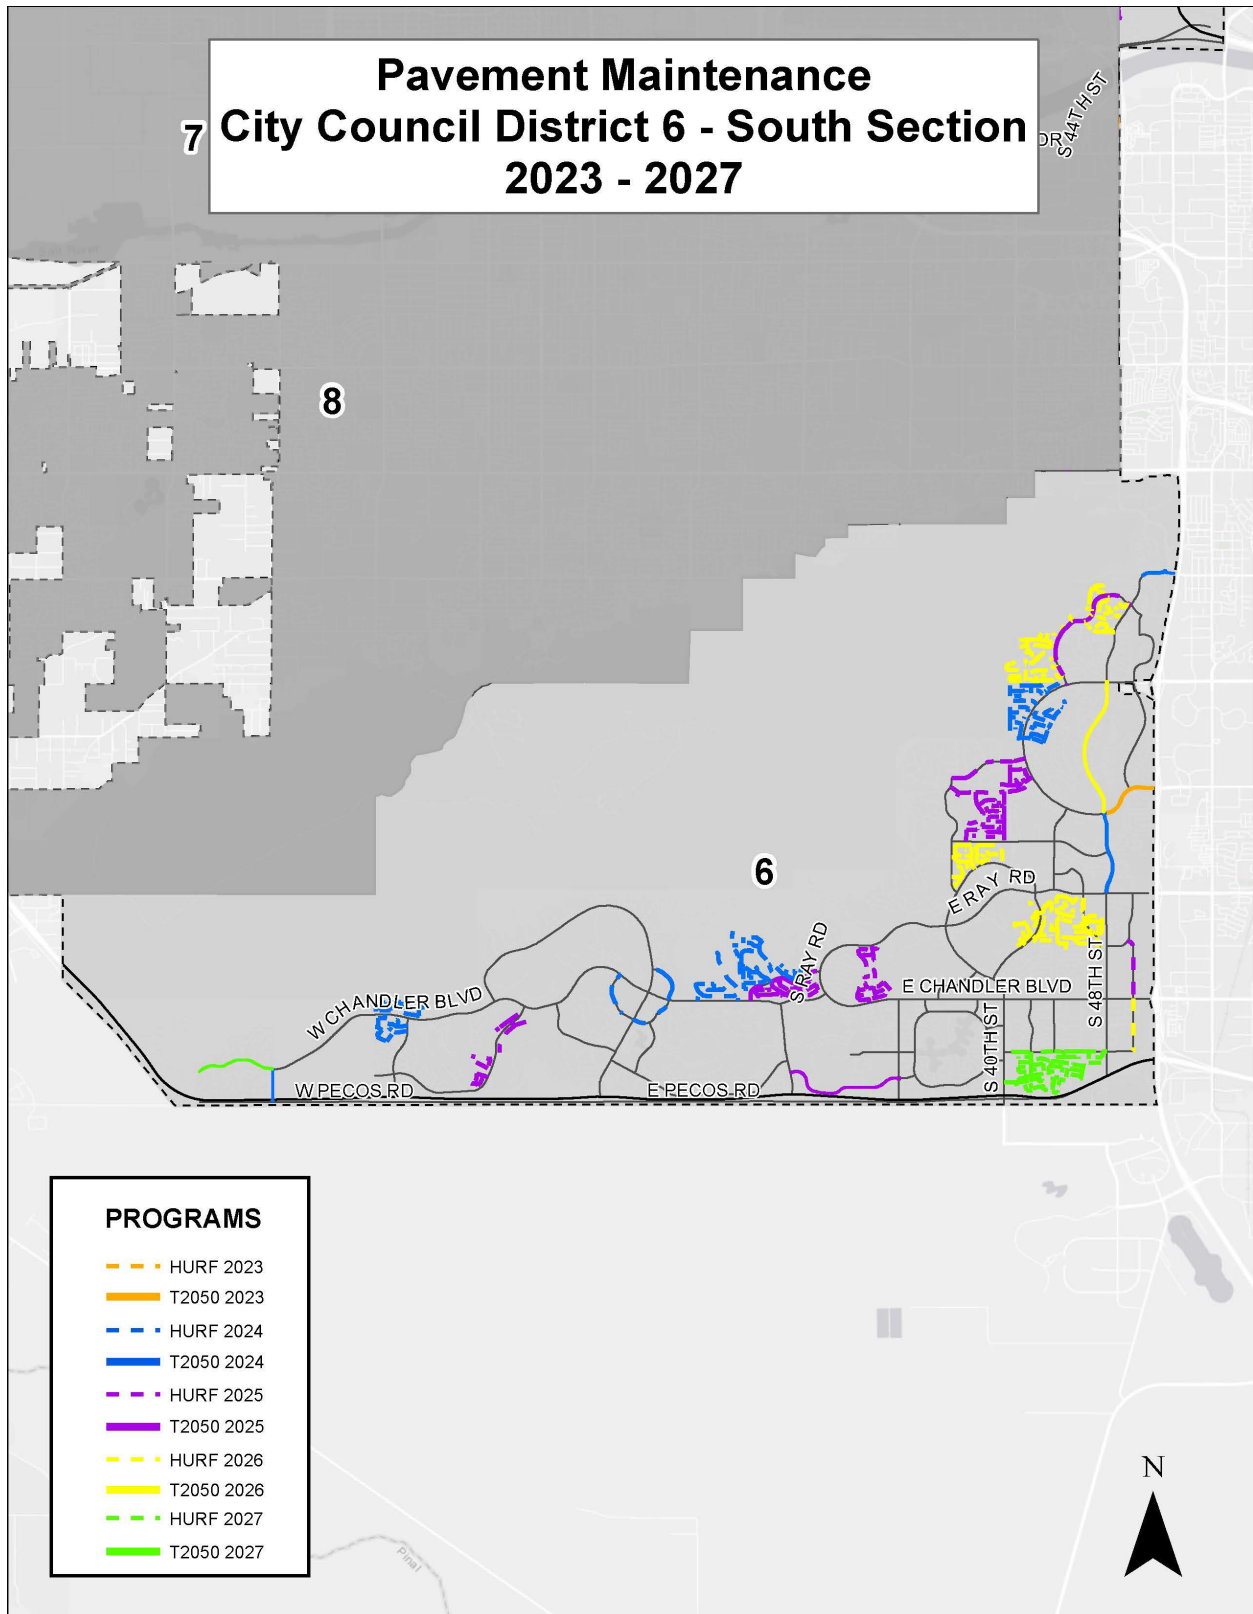 Pavement Maintenance
City Council District 6 - South Section
2023 - 2027
7
DR
S 44TH ST
8
6
E RAY RD
S RAY RD
E CHANDLER BLVD
S 48TH ST
W CHANDLER BLVD
S 40TH ST
W PECOS RD
E PECOS RD
PROGRAMS
HURF 2023
T2050 2023
HURF 2024
T2050 2024
HURF 2025
T2050 2025
HURF 2026
T2050 2026
HURF 2027
T2050 2027
N
Pinal